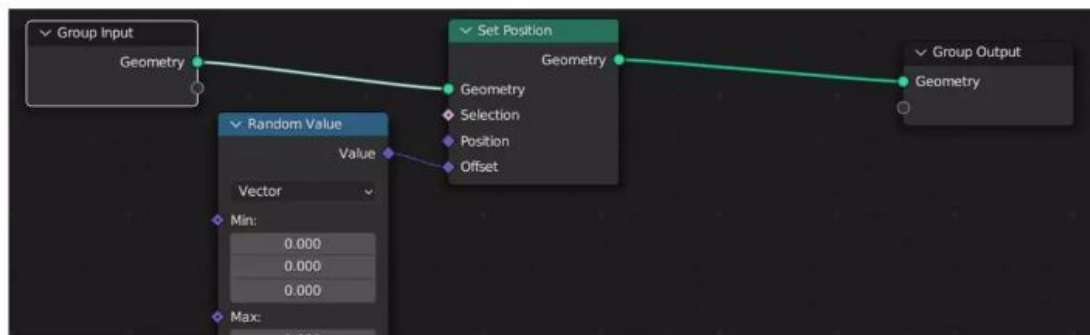 Group Input
Geometry
Set Position
Geometry
Geometry
Selection
Position
Offset
Random Value
Value
Vector
Min:
0.000
0.000
0.000
Max:
Group Output
Geometry